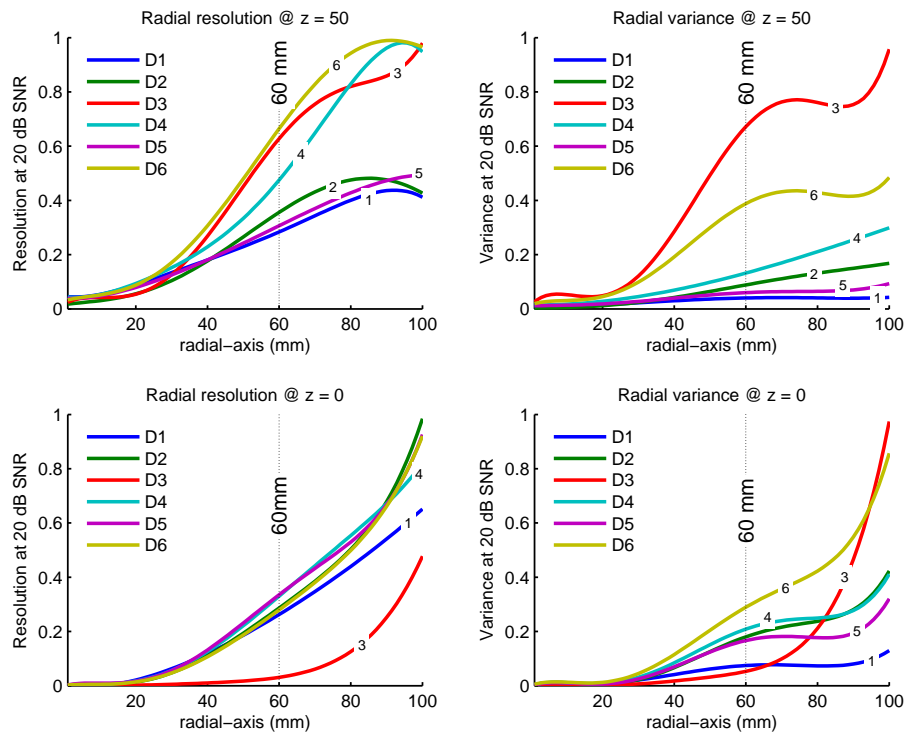 Radial resolution @ z = 50
Resolution at 20 dB SNR
1
0.8
0.6
0.4
0.2
0
D1
D2
D3
D4
D5
D6
60 mm
6
3
4
2
5
1
20 40 60 80 100
radial-axis (mm)
Radial variance @ z = 50
Variance at 20 dB SNR
1
0.8
0.6
0.4
0.2
0
D1
D2
D3
D4
D5
D6
60 mm
3
6
4
2
5
1
20 40 60 80 100
radial-axis (mm)
Radial resolution @ z = 0
Resolution at 20 dB SNR
1
0.8
0.6
0.4
0.2
0
D1
D2
D3
D4
D5
D6
60mm
4
1
3
0 20 40 60 80 100
radial-axis (mm)
Radial variance @ z = 0
Variance at 20 dB SNR
1
0.8
0.6
0.4
0.2
0
D1
D2
D3
D4
D5
D6
60 mm
6
3
4
5
1
0 20 40 60 80 100
radial-axis (mm)